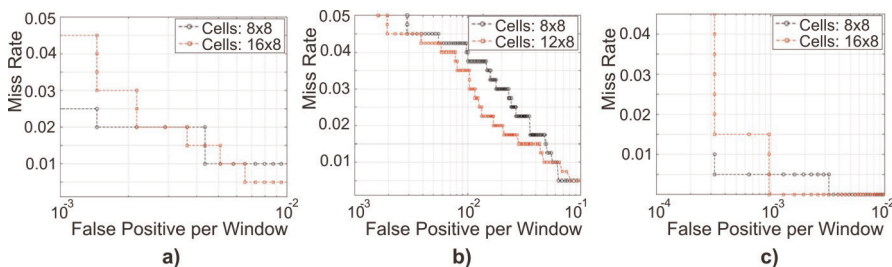 0.05
0.04
0.03
0.02
0.01
Miss Rate
Cells: 8x8
Cells: 16x8
10-3
10-2
False Positive per Window
a)
0.05
0.04
0.03
0.02
0.01
Miss Rate
Cells: 8x8
Cells: 12x8
10-2
10-1
False Positive per Window
b)
0.04
0.03
0.02
0.01
Miss Rate
Cells: 8x8
Cells: 16x8
10-4
10-3
10-2
False Positive per Window
c)